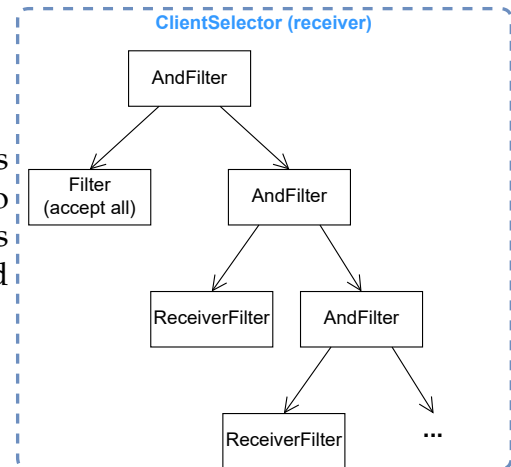 ClientSelector (receiver)
AndFilter
s
Filter
(accept all)
AndFilter
o
s
d
ReceiverFilter
AndFilter
ReceiverFilter
...